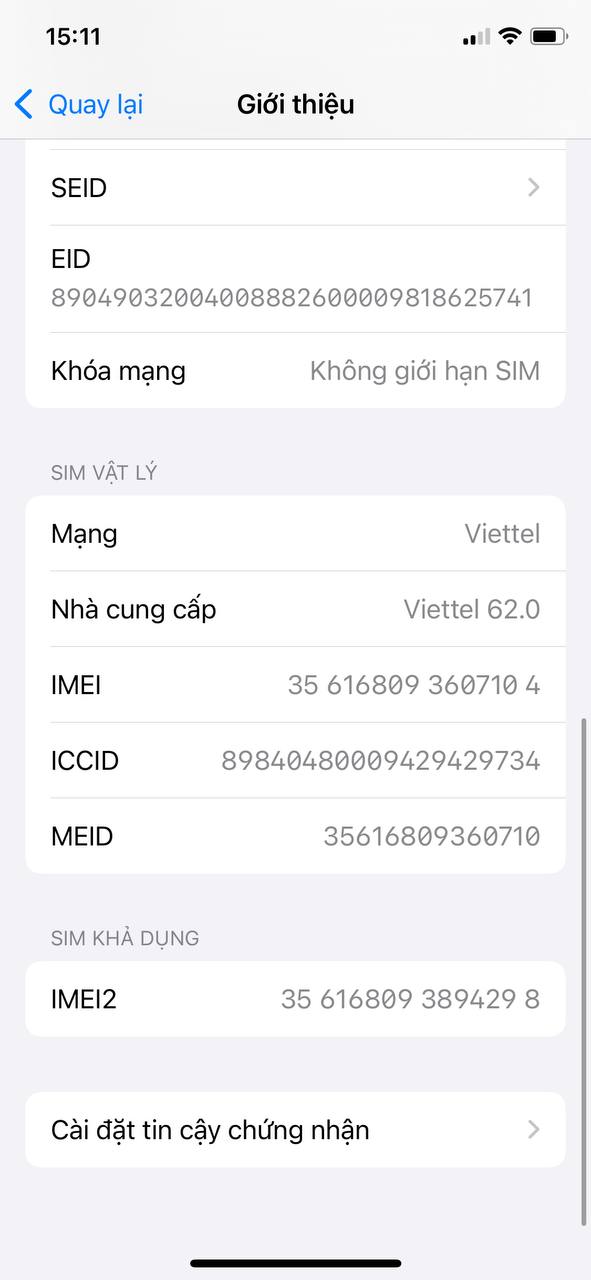 15:11
Quay lại
Giới thiệu
SEID
EID
89049032004008882600009818625741
Khóa mạng
Không giới hạn SIM
SIM VẬT LÝ
Mạng
Viettel
Nhà cung cấp
Viettel 62.0
IMEI
35 616809 360710 4
ICCID
89840480009429429734
MEID
35616809360710
SIM KHẢ DỤNG
IMEI2
35 616809 389429 8
Cài đặt tin cậy chứng nhận